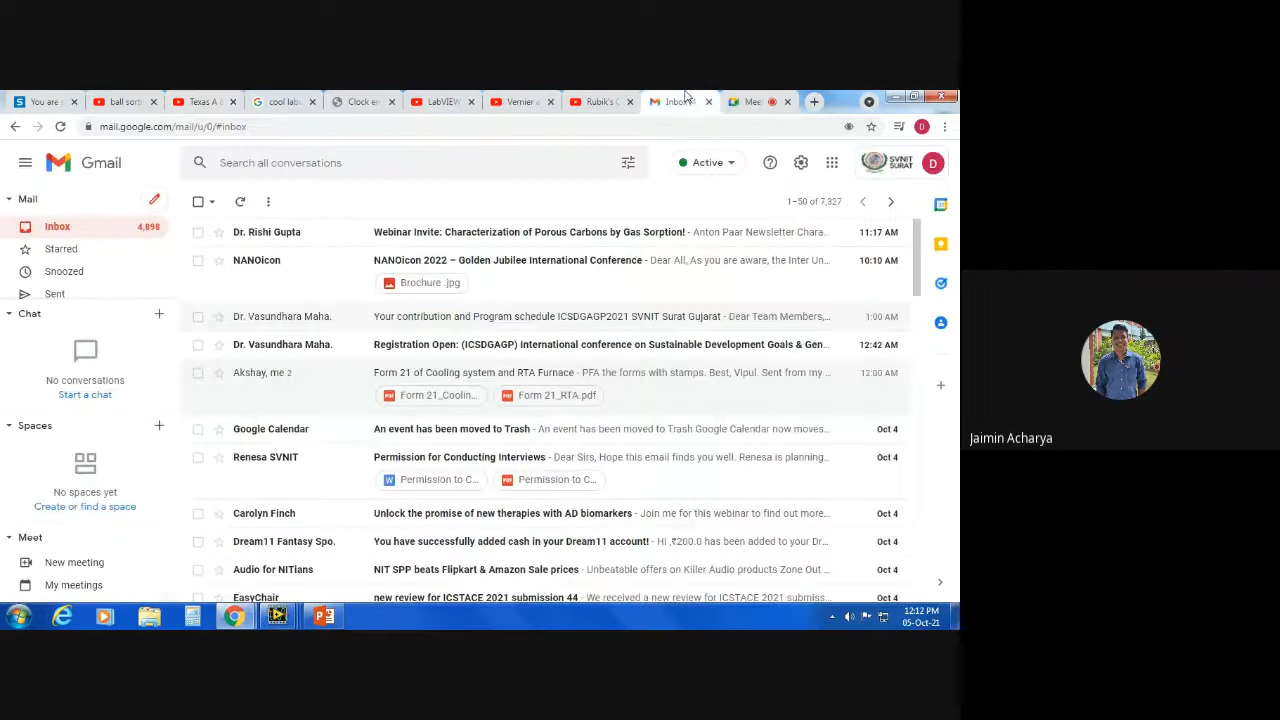 You are s
ball sorti
Texas A &
cool lab
Clock en
LabVIEW
Vernier a
Rubik's C
Inbox
Meet
mail.google.com/mail/u/0/#inbox
D
Gmail
Search all conversations
Active
SVNIT SURAT
D
Mail
1–50 of 7,327
Inbox 4,898
Starred
Snoozed
Sent
Chat
No conversations
Start a chat
Spaces
No spaces yet
Create or find a space
Meet
New meeting
My meetings
Dr. Rishi Gupta Webinar Invite: Characterization of Porous Carbons by Gas Sorption! - Anton Paar Newsletter Chara... 11:17 AM
NANOicon NANOicon 2022 – Golden Jubilee International Conference - Dear All, As you are aware, the Inter Un... 10:10 AM
Brochure .jpg
Dr. Vasundhara Maha. Your contribution and Program schedule ICSDGAGP2021 SVNIT Surat Gujarat - Dear Team Members,... 1:00 AM
Dr. Vasundhara Maha. Registration Open: (ICSDGAGP) International conference on Sustainable Development Goals & Gen... 12:42 AM
Akshay, me 2 Form 21 of Cooling system and RTA Furnace - PFA the forms with stamps. Best, Vipul. Sent from my ... 12:00 AM
PDF Form 21_Coolin... PDF Form 21_RTA.pdf
Google Calendar An event has been moved to Trash - An event has been moved to Trash Google Calendar now moves... Oct 4
Renesa SVNIT Permission for Conducting Interviews - Dear Sirs, Hope this email finds you well. Renesa is planning... Oct 4
W Permission to C... PDF Permission to C...
Carolyn Finch Unlock the promise of new therapies with AD biomarkers - Join me for this webinar to find out more... Oct 4
Dream11 Fantasy Spo. You have successfully added cash in your Dream11 account! - Hi ,₹200.0 has been added to your Dr... Oct 4
Audio for NITians NIT SPP beats Flipkart & Amazon Sale prices - Unbeatable offers on Killer Audio products Zone Out ... Oct 4
EasyChair new review for ICSTACE 2021 submission 44 - We received a new review for ICSTACE 2021 submiss... Oct 4
12:12 PM
05-Oct-21
Jaimin Acharya